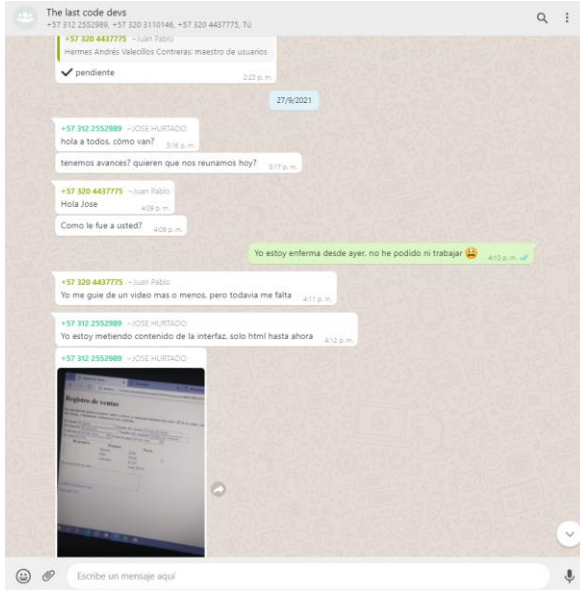 The last code devs
+57 312 2552989, +57 320 3110146, +57 320 4437775, Tú
+57 320 4437775 ~Juan Pablo
Hermes Andrés Valecillos Contreras: maestro de usuarios
✔ pendiente
2:23 p. m.
27/9/2021
+57 312 2552989 ~JOSE HURTADO
hola a todos, cómo van? 3:16 p. m.
tenemos avances? quieren que nos reunamos hoy? 3:17 p. m.
+57 320 4437775 ~Juan Pablo
Hola Jose
4:09 p. m.
Como le fue a usted? 4:09 p. m.
Yo estoy enferma desde ayer, no he podido ni trabajar 😫 4:10 p. m.
+57 320 4437775 ~Juan Pablo
Yo me guie de un video mas o menos, pero todavia me falta 4:11 p. m.
+57 312 2552989 ~JOSE HURTADO
Yo estoy metiendo contenido de la interfaz, solo html hasta ahora 4:12 p. m.
+57 312 2552989 ~JOSE HURTADO
Registro de ventas
Escribe un mensaje aquí